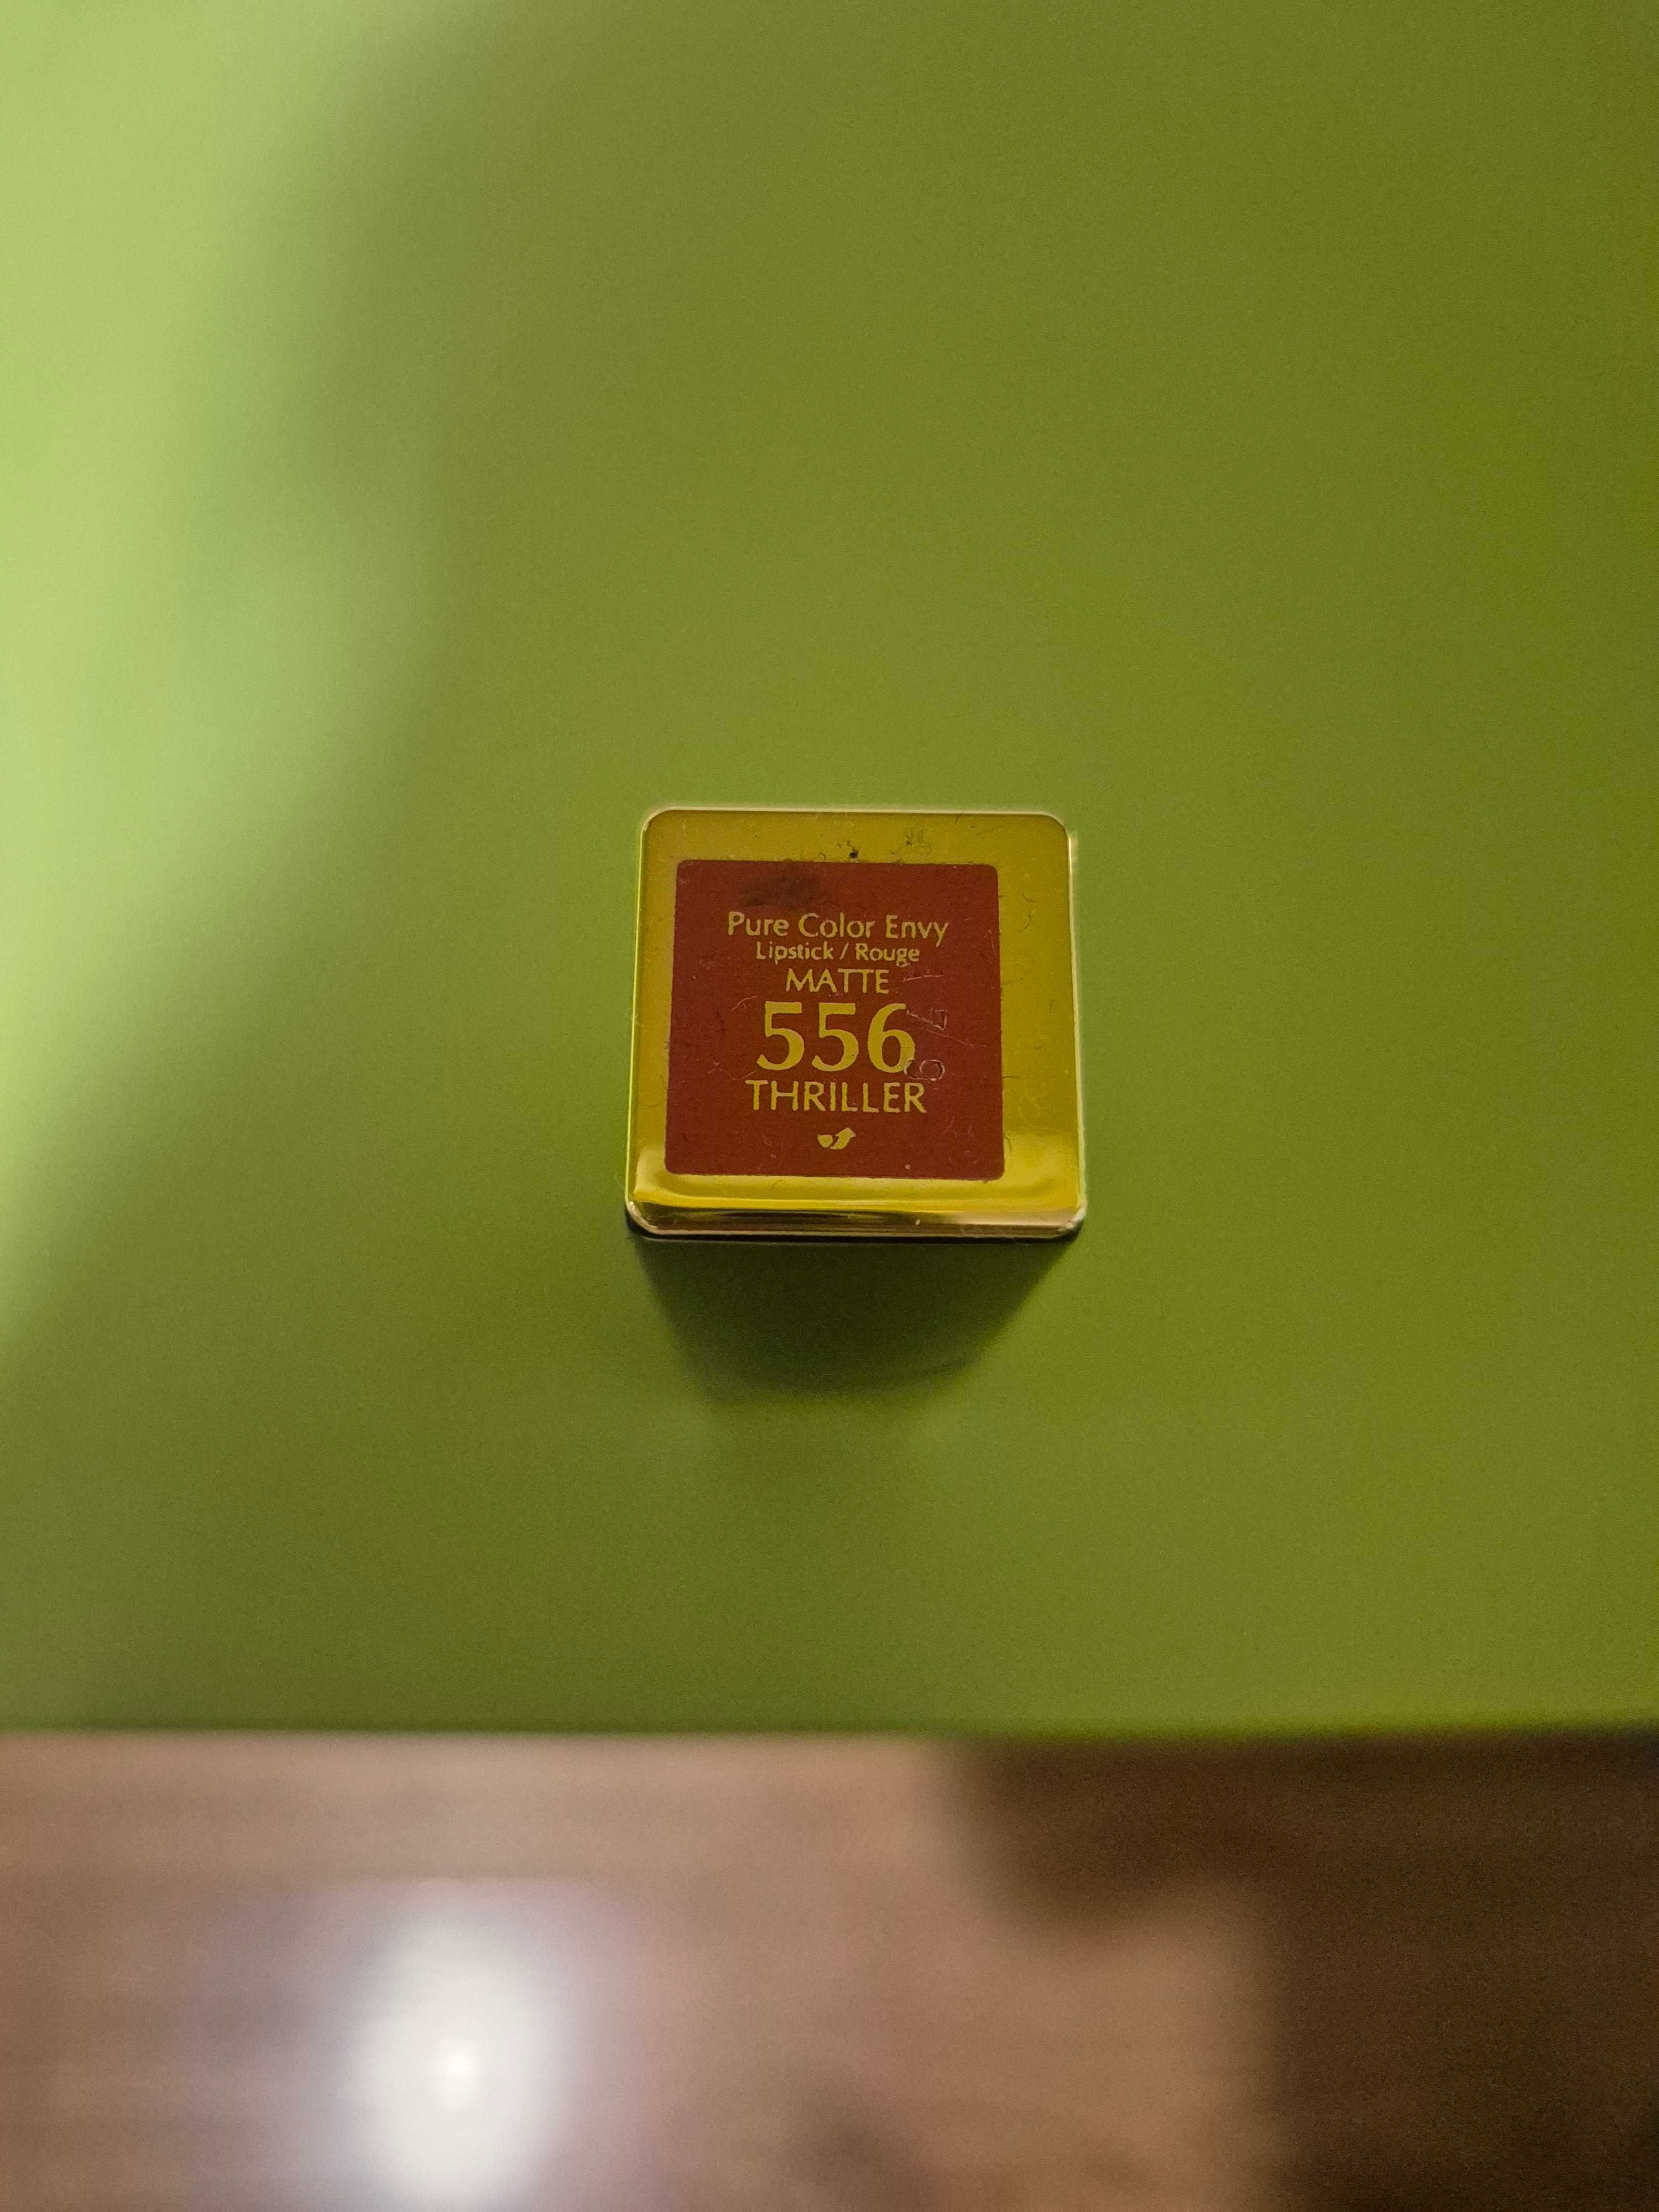 Pure Color Envy
Lipstick / Rouge
MATTE
556
THRILLER